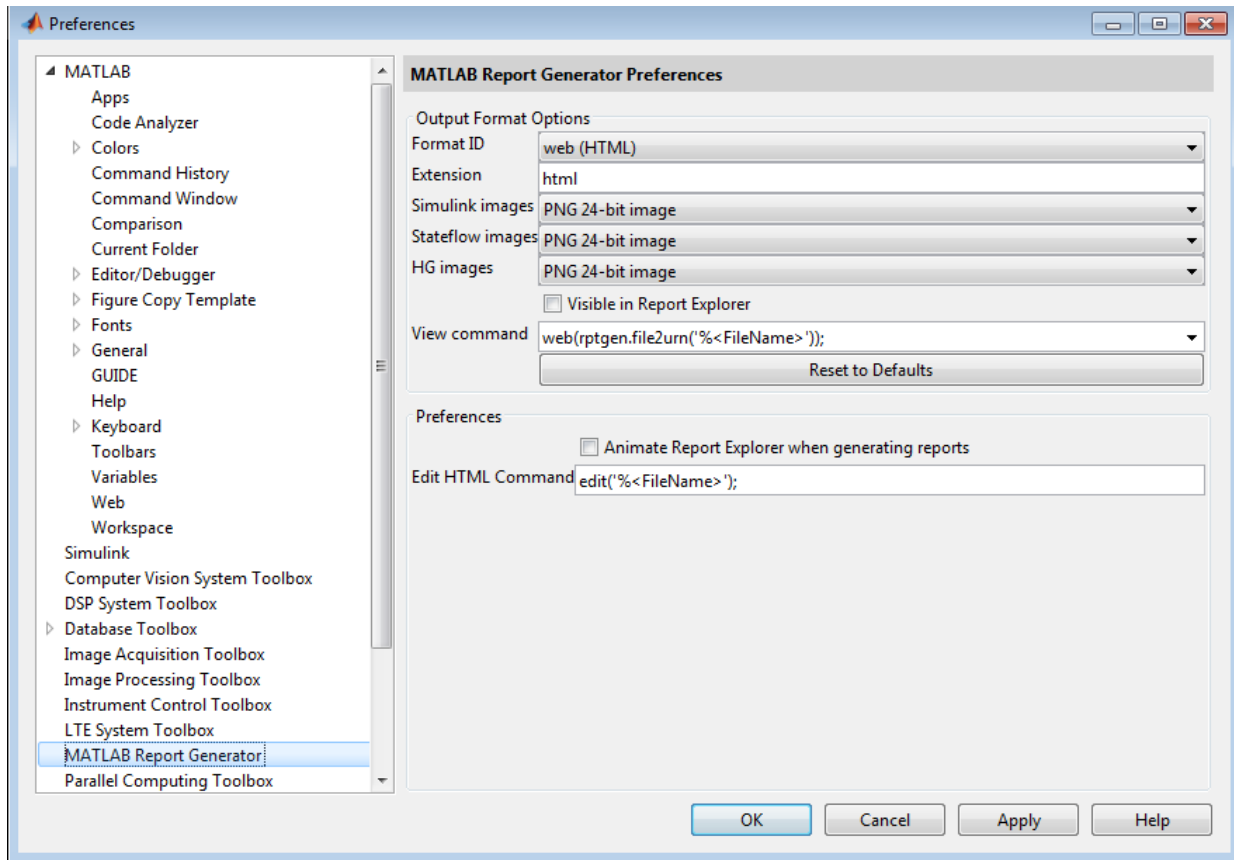 Preferences
MATLAB
Apps
Code Analyzer
Colors
Command History
Command Window
Comparison
Current Folder
Editor/Debugger
Figure Copy Template
Fonts
General
GUIDE
Help
Keyboard
Toolbars
Variables
Web
Workspace
Simulink
Computer Vision System Toolbox
DSP System Toolbox
Database Toolbox
Image Acquisition Toolbox
Image Processing Toolbox
Instrument Control Toolbox
LTE System Toolbox
MATLAB Report Generator
Parallel Computing Toolbox
MATLAB Report Generator Preferences
Output Format Options
Format ID web (HTML)
Extension html
Simulink images PNG 24-bit image
Stateflow images PNG 24-bit image
HG images PNG 24-bit image
Visible in Report Explorer
View command web(rptgen.file2urn('%<FileName>'));
Reset to Defaults
Preferences
Animate Report Explorer when generating reports
Edit HTML Command edit('%<FileName>');
OK Cancel Apply Help